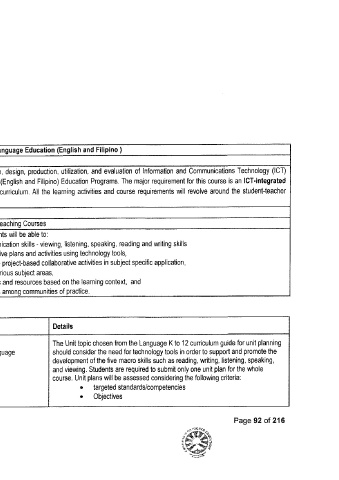 nguage Education (English and Filipino )
, design, production, utilization, and evaluation of Information and Communications Technology (ICT)
(English and Filipino) Education Programs. The major requirement for this course is an ICT-integrated
curriculum. All the learning activities and course requirements will revolve around the student-teacher
eaching Courses
nts will be able to:
ication skills - viewing, listening, speaking, reading and writing skills
ive plans and activities using technology tools,
project-based collaborative activities in subject specific application,
rious subject areas,
and resources based on the learning context, and
among communities of practice.
Details
guage
The Unit topic chosen from the Language K to 12 curriculum guide for unit planning
should consider the need for technology tools in order to support and promote the
development of the five macro skills such as reading, writing, listening, speaking,
and viewing. Students are required to submit only one unit plan for the whole
course. Unit plans will be assessed considering the following criteria:
• targeted standards/competencies
• Objectives
Page 92 of 216